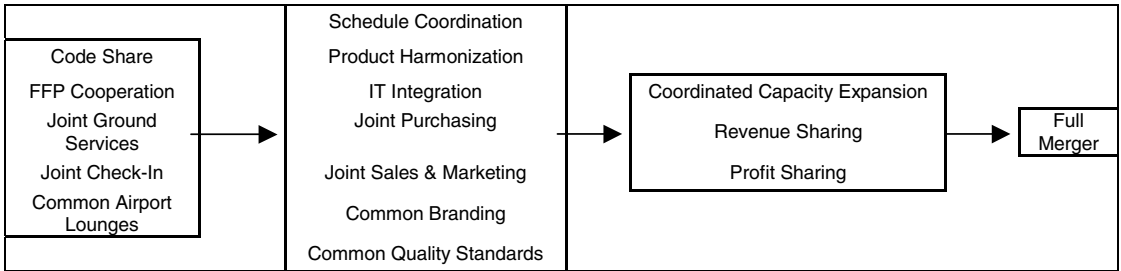 Code Share
FFP Cooperation
Joint Ground
Services
Joint Check-In
Common Airport
Lounges
Schedule Coordination
Product Harmonization
IT Integration
Joint Purchasing
Joint Sales & Marketing
Common Branding
Common Quality Standards
Coordinated Capacity Expansion
Revenue Sharing
Profit Sharing
Full
Merger